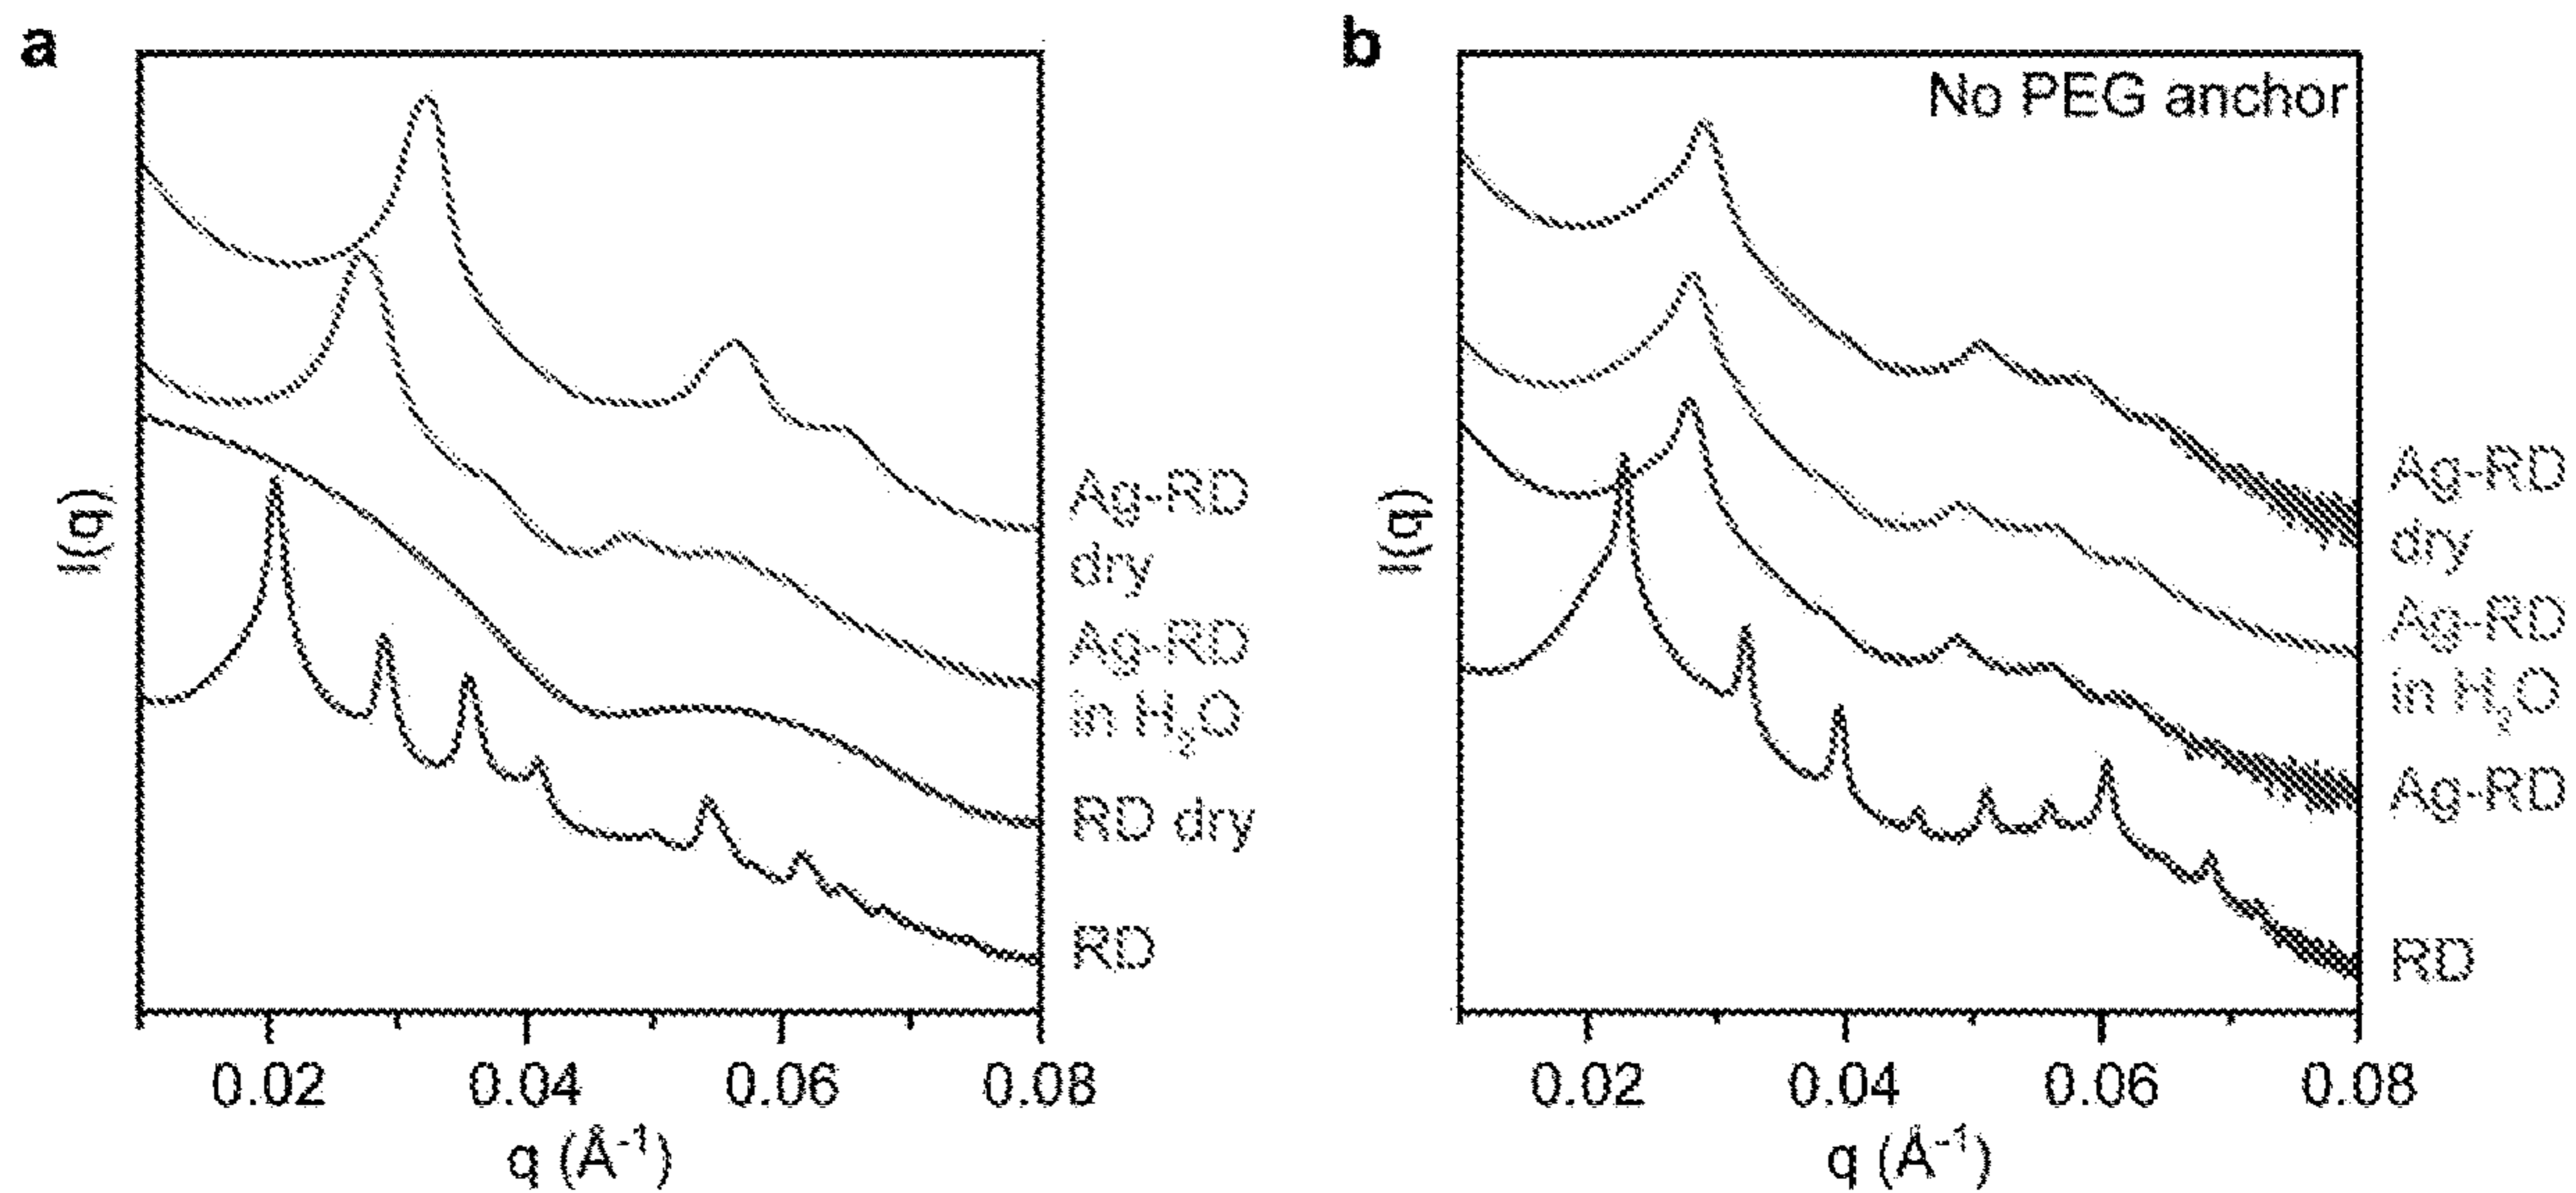 a
I(q)
Ag-RD
dry
Ag-RD
in H₂O
RD dry
RD
0.02
0.04
0.06
0.08
q (Å⁻¹)
b
No PEG anchor
I(q)
Ag-RD
dry
Ag-RD
in H₂O
Ag-RD
RD
0.02
0.04
0.06
0.08
q (Å⁻¹)